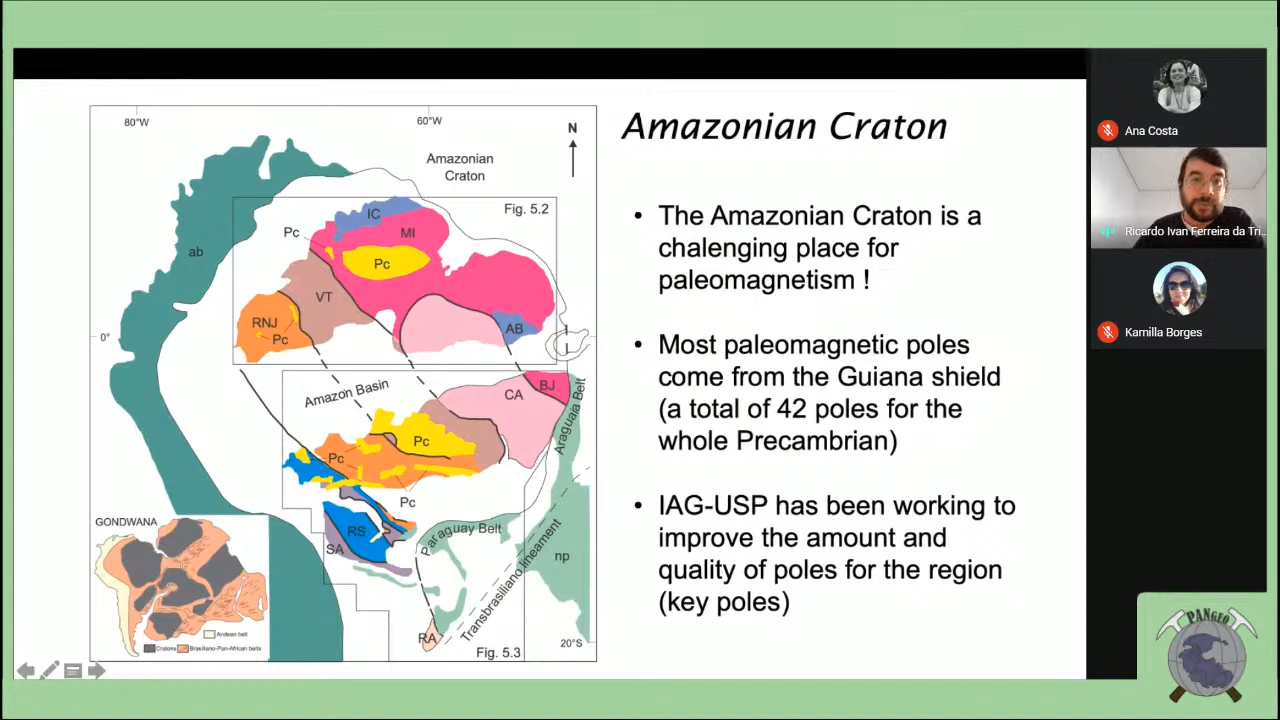 80°W
60°W
N
Amazonian
Craton
Fig. 5.2
IC
Pc
MI
ab
Pc
VT
RNJ
Pc
AB
0°
Amazon Basin
BJ
CA
Araguaia Belt
Pc
Pc
Pc
GONDWANA
RS
SA
Paraguay Belt
np
Transbrasiliano lineament
RA
20°S
Fig. 5.3
Andean belt
Cratons
Brasiliano-Pan-African belts
Amazonian Craton
• The Amazonian Craton is a
chalenging place for
paleomagnetism !
• Most paleomagnetic poles
come from the Guiana shield
(a total of 42 poles for the
whole Precambrian)
• IAG-USP has been working to
improve the amount and
quality of poles for the region
(key poles)
Ana Costa
Ricardo Ivan Ferreira da Tri...
Kamilla Borges
PANGEO